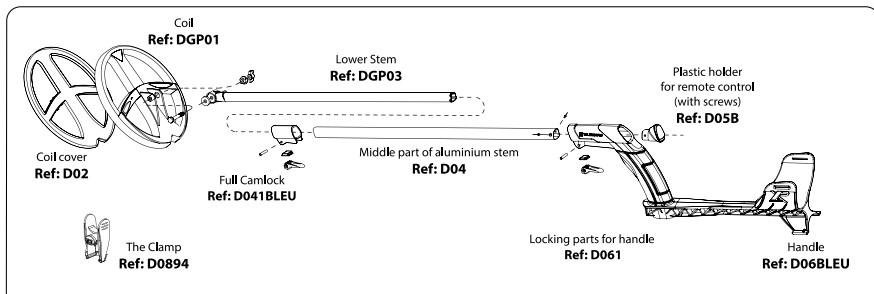 Coil
Ref: DGP01
Lower Stem
Ref: DGP03
Plastic holder
for remote control
(with screws)
Ref: D05B
Coil cover
Ref: D02
Full Camlock
Ref: D041BLEU
Middle part of aluminium stem
Ref: D04
The Clamp
Ref: D0894
Locking parts for handle
Ref: D061
Handle
Ref: D06BLEU